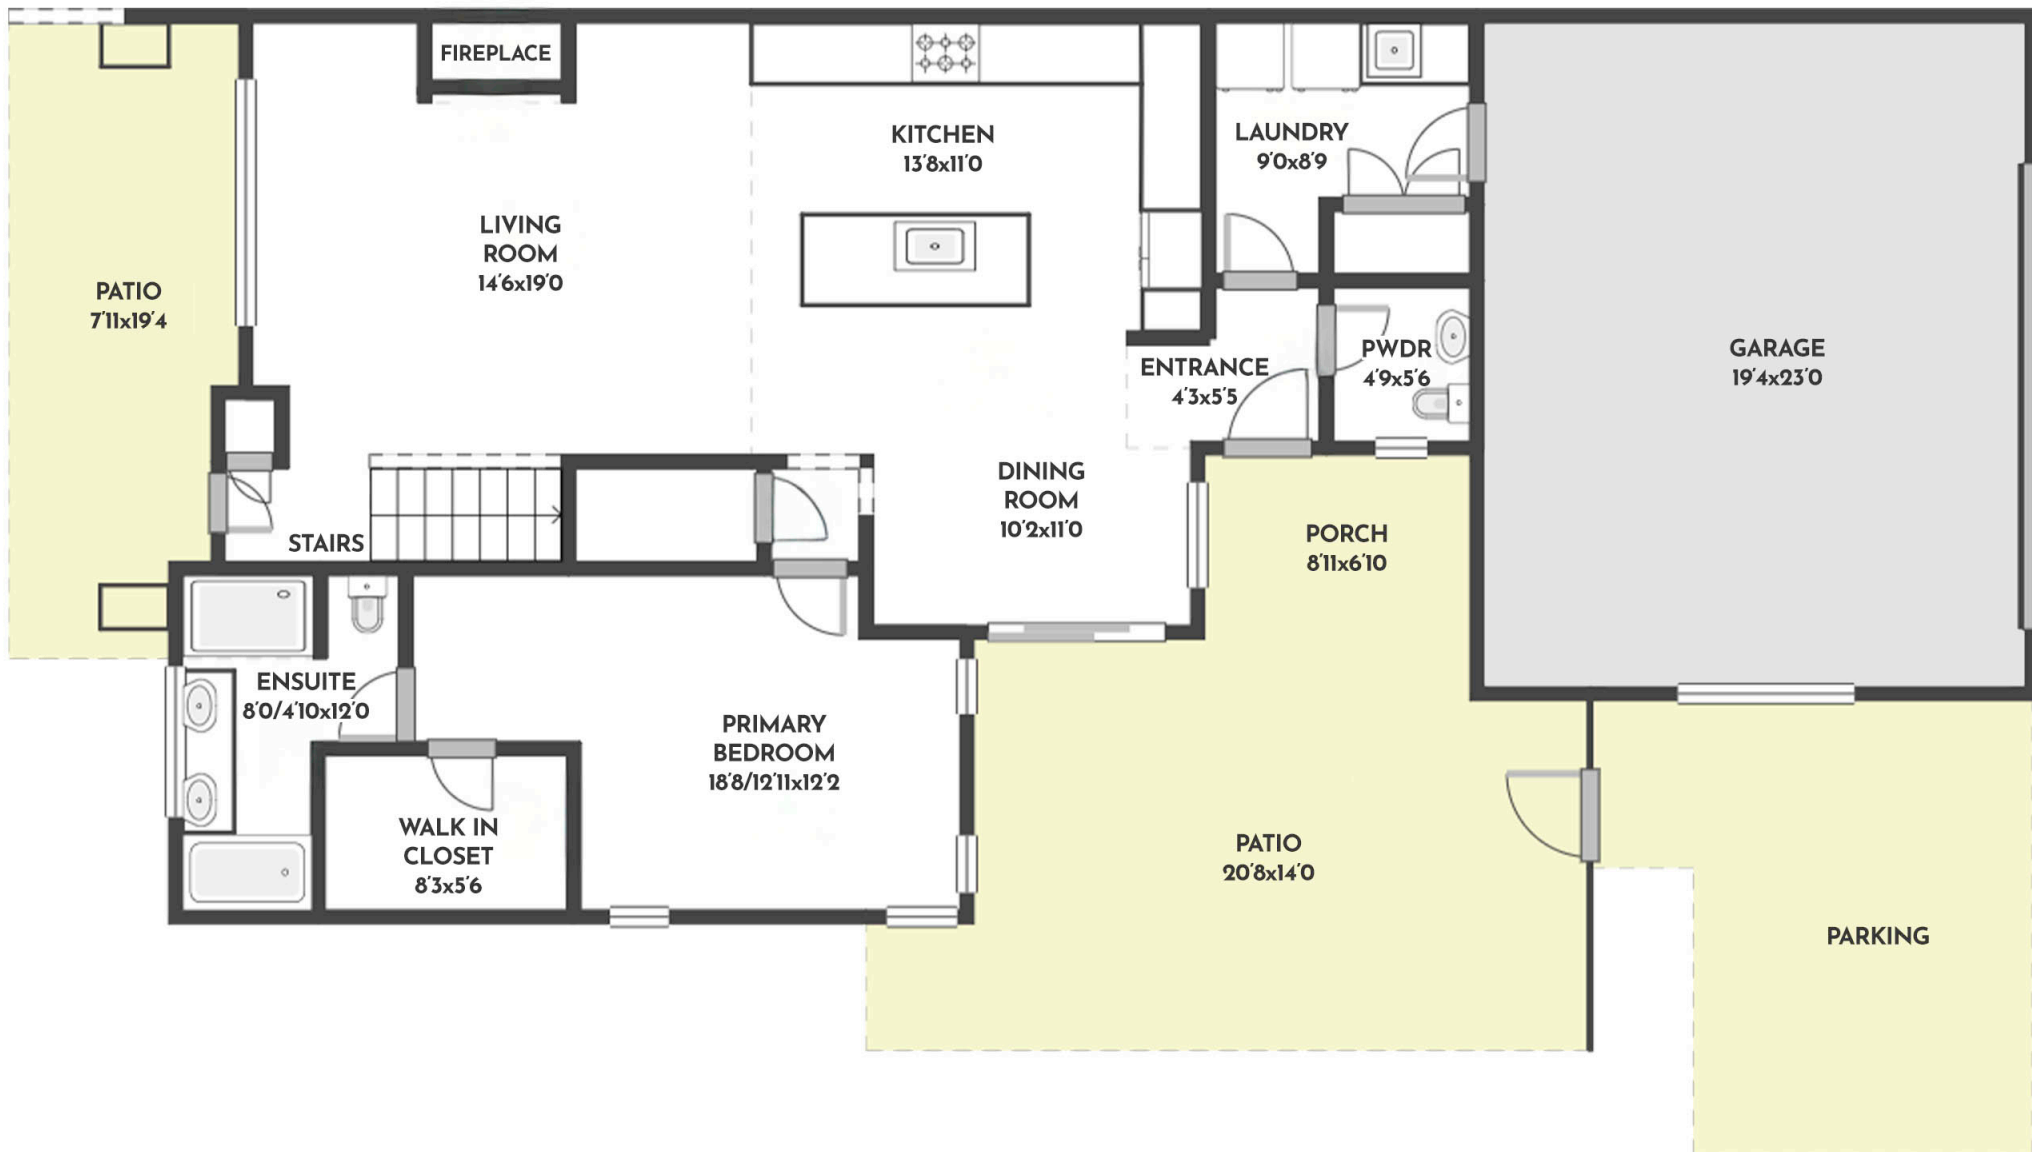 FIREPLACE
KITCHEN
13'8x11'0
LAUNDRY
9'0x8'9
LIVING
ROOM
14'6x19'0
PATIO
7'11x19'4
ENTRANCE
4'3x5'5
PWDR
4'9x5'6
GARAGE
19'4x23'0
DINING
ROOM
10'2x11'0
STAIRS
PORCH
8'11x6'10
ENSUITE
8'0/4'10x12'0
PRIMARY
BEDROOM
18'8/12'11x12'2
WALK IN
CLOSET
8'3x5'6
PATIO
20'8x14'0
PARKING